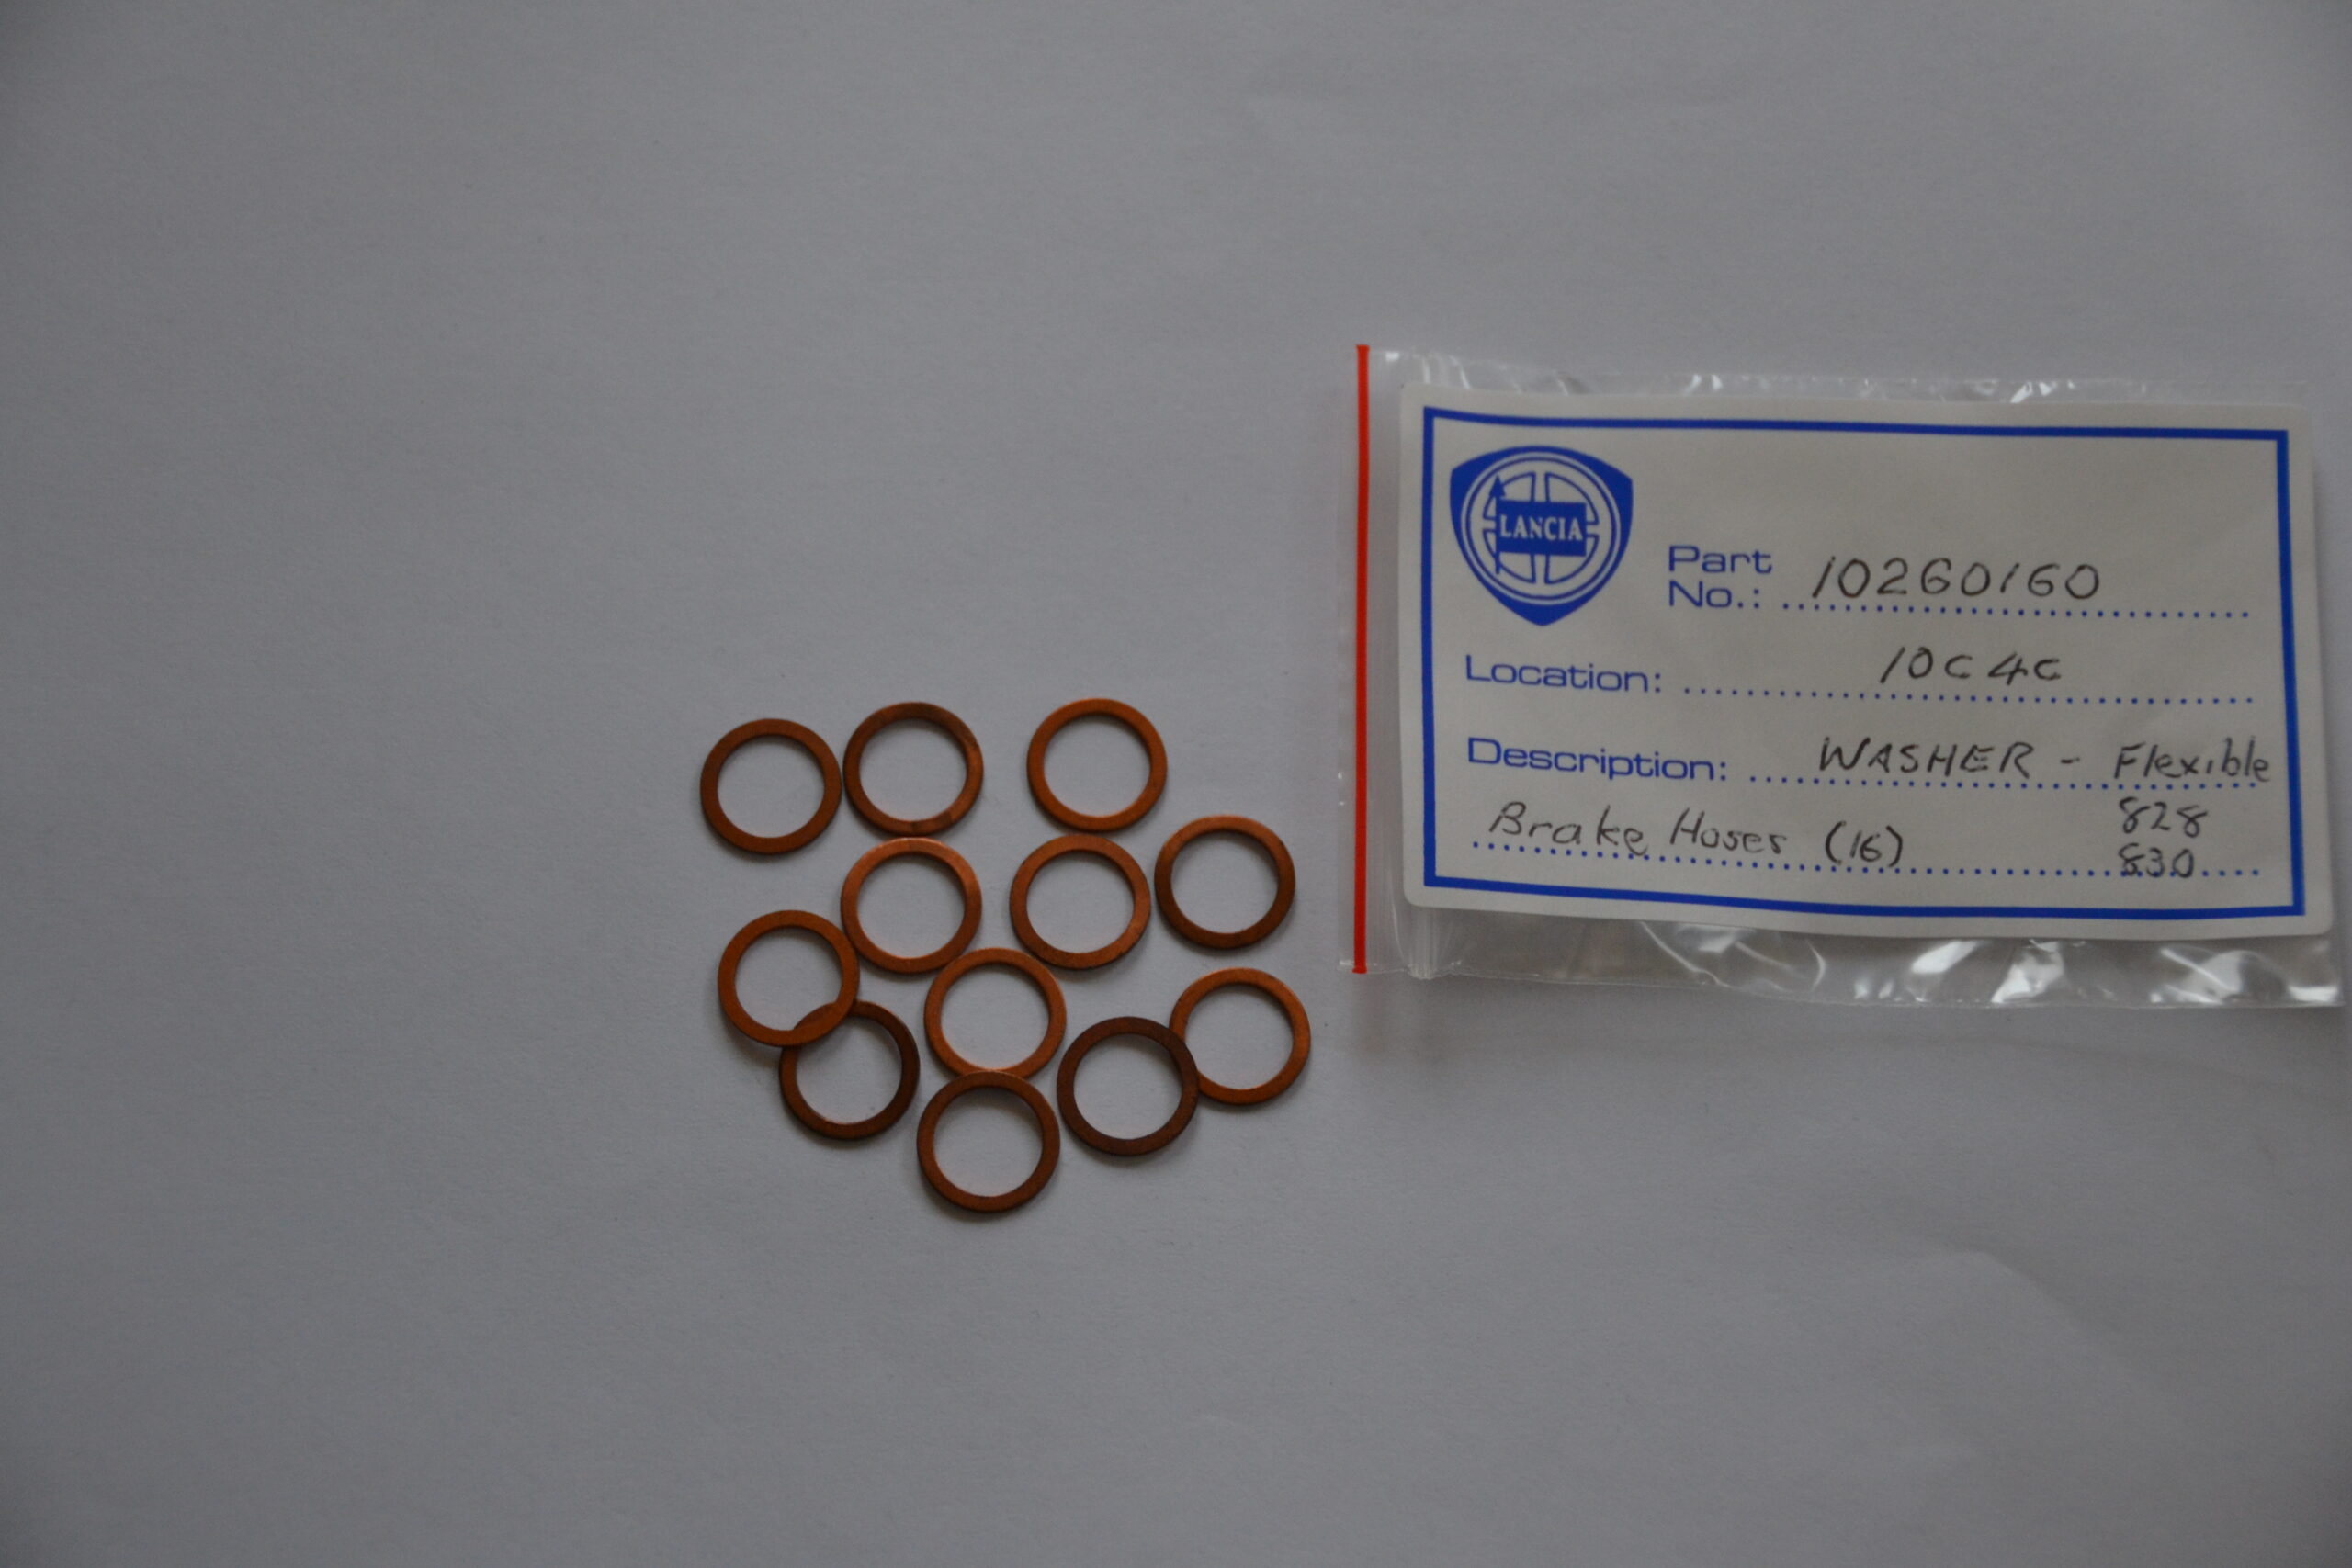 LANCIA
Part
No.: 10260160
Location: 10C4C
Description: WASHER - Flexible
Brake Hoses (16) 828
830